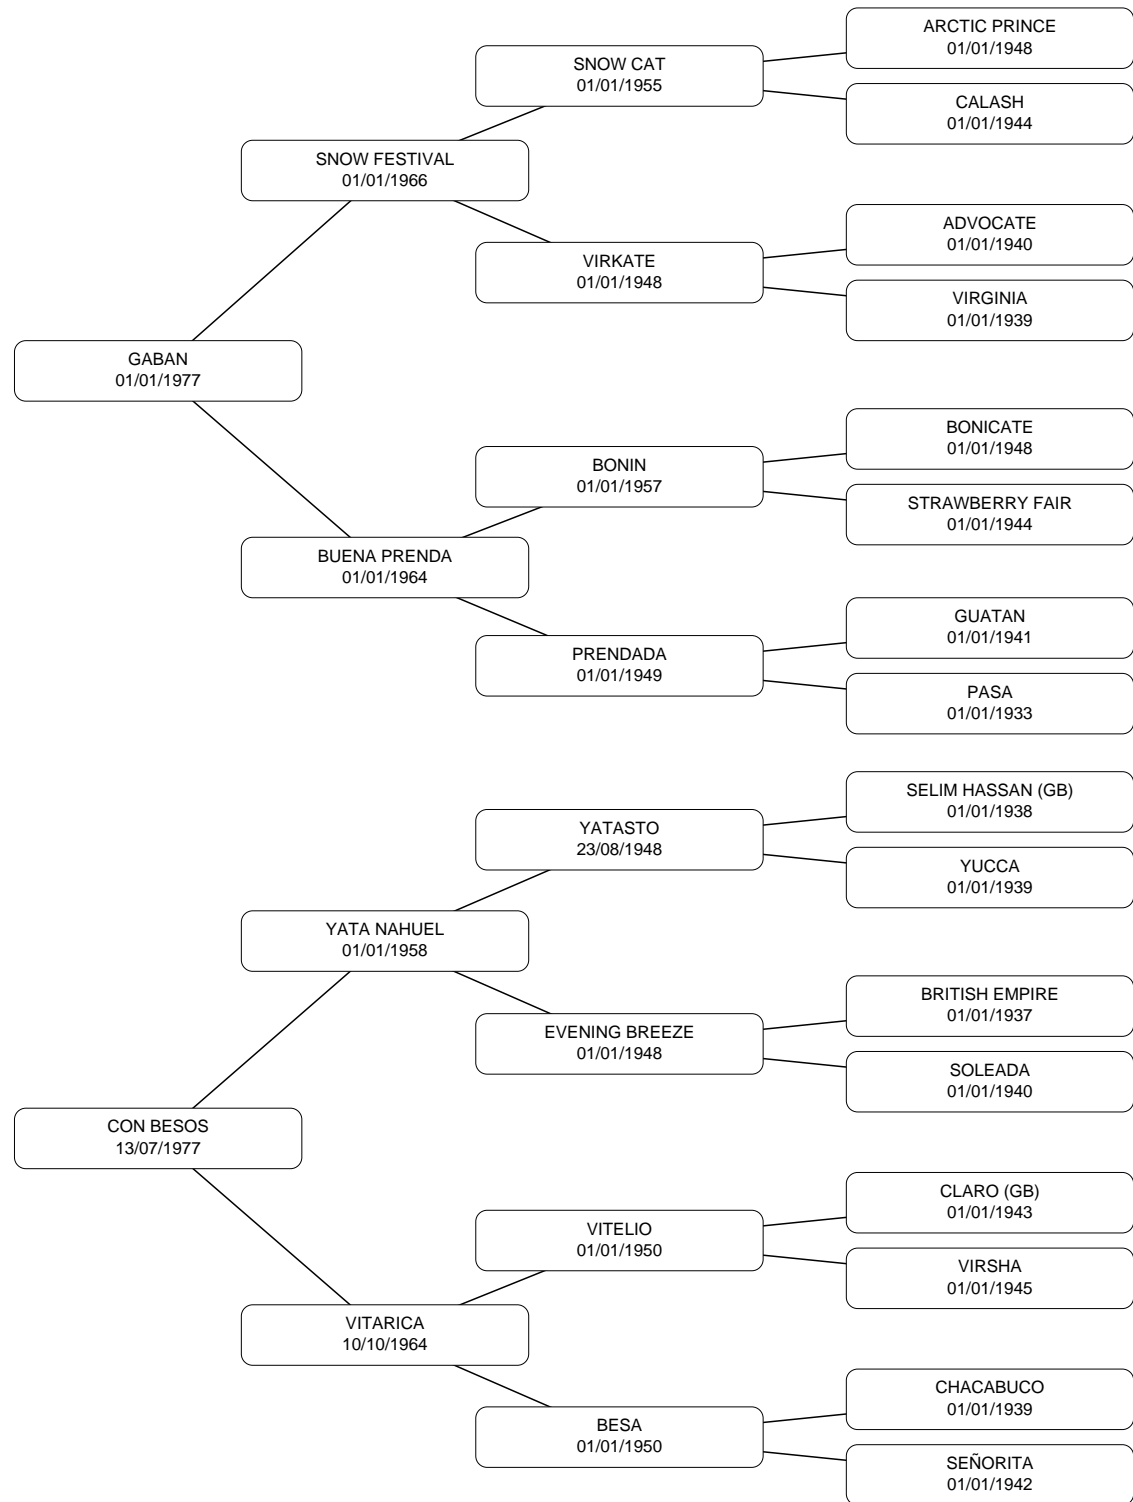 ARCTIC PRINCE
01/01/1948
SNOW CAT
01/01/1955
CALASH
01/01/1944
SNOW FESTIVAL
01/01/1966
ADVOCATE
01/01/1940
VIRKATE
01/01/1948
VIRGINIA
01/01/1939
GABAN
01/01/1977
BONICATE
01/01/1948
BONIN
01/01/1957
STRAWBERRY FAIR
01/01/1944
BUENA PRENDA
01/01/1964
GUATAN
01/01/1941
PRENDADA
01/01/1949
PASA
01/01/1933
SELIM HASSAN (GB)
01/01/1938
YATASTO
23/08/1948
YUCCA
01/01/1939
YATA NAHUEL
01/01/1958
BRITISH EMPIRE
01/01/1937
EVENING BREEZE
01/01/1948
SOLEADA
01/01/1940
CON BESOS
13/07/1977
CLARO (GB)
01/01/1943
VITELIO
01/01/1950
VIRSHA
01/01/1945
VITARICA
10/10/1964
CHACABUCO
01/01/1939
BESA
01/01/1950
SEÑORITA
01/01/1942